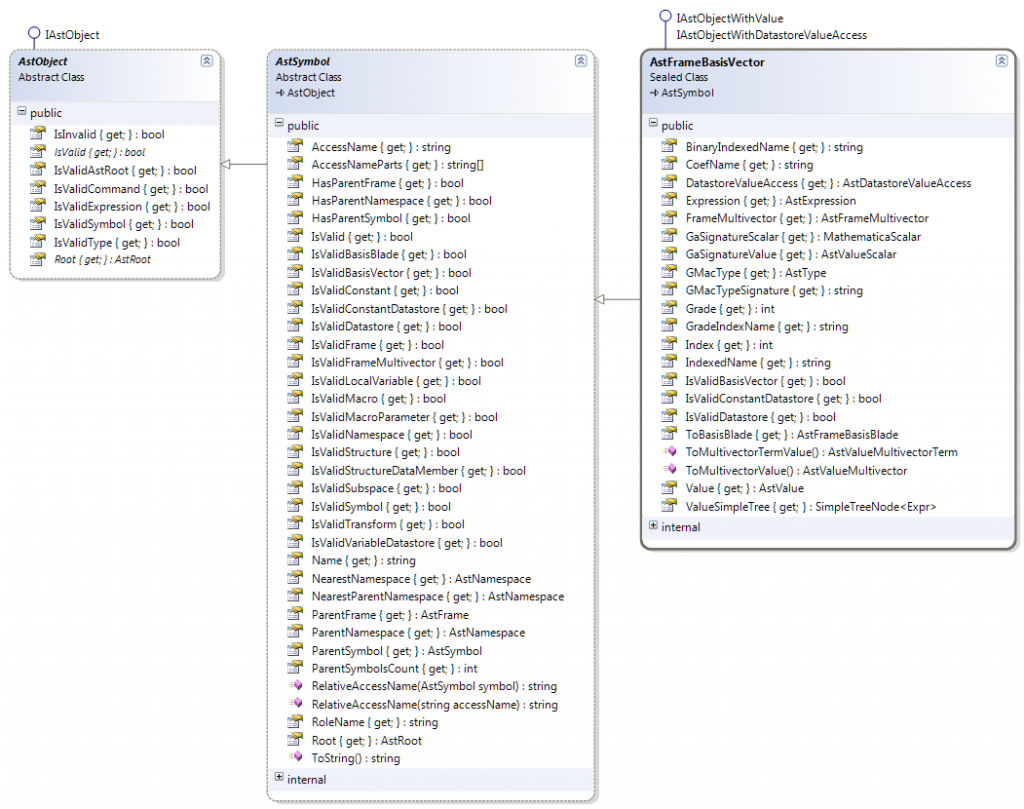 IAstObject
AstObject
Abstract Class
public
IsInvalid { get; } : bool
IsValid { get; } : bool
IsValidAstRoot { get; } : bool
IsValidCommand { get; } : bool
IsValidExpression { get; } : bool
IsValidSymbol { get; } : bool
IsValidType { get; } : bool
Root { get; } : AstRoot
AstSymbol
Abstract Class
AstObject
public
AccessName { get; } : string
AccessNameParts { get; } : string[]
HasParentFrame { get; } : bool
HasParentNamespace { get; } : bool
HasParentSymbol { get; } : bool
IsValid { get; } : bool
IsValidBasisBlade { get; } : bool
IsValidBasisVector { get; } : bool
IsValidConstant { get; } : bool
IsValidConstantDatastore { get; } : bool
IsValidDatastore { get; } : bool
IsValidFrame { get; } : bool
IsValidFrameMultivector { get; } : bool
IsValidLocalVariable { get; } : bool
IsValidMacro { get; } : bool
IsValidMacroParameter { get; } : bool
IsValidNamespace { get; } : bool
IsValidStructure { get; } : bool
IsValidStructureDataMember { get; } : bool
IsValidSubspace { get; } : bool
IsValidSymbol { get; } : bool
IsValidTransform { get; } : bool
IsValidVariableDatastore { get; } : bool
Name { get; } : string
NearestNamespace { get; } : AstNamespace
NearestParentNamespace { get; } : AstNamespace
ParentFrame { get; } : AstFrame
ParentNamespace { get; } : AstNamespace
ParentSymbol { get; } : AstSymbol
ParentSymbolsCount { get; } : int
RelativeAccessName(AstSymbol symbol) : string
RelativeAccessName(string accessName) : string
RoleName { get; } : string
Root { get; } : AstRoot
ToString() : string
internal
IAstObjectWithValue
IAstObjectWithDatastoreValueAccess
AstFrameBasisVector
Sealed Class
AstSymbol
public
BinaryIndexedName { get; } : string
CoefName { get; } : string
DatastoreValueAccess { get; } : AstDatastoreValueAccess
Expression { get; } : AstExpression
FrameMultivector { get; } : AstFrameMultivector
GaSignatureScalar { get; } : MathematicaScalar
GaSignatureValue { get; } : AstValueScalar
GMacType { get; } : AstType
GMacTypeSignature { get; } : string
Grade { get; } : int
GradeIndexName { get; } : string
Index { get; } : int
IndexedName { get; } : string
IsValidBasisVector { get; } : bool
IsValidConstantDatastore { get; } : bool
IsValidDatastore { get; } : bool
ToBasisBlade { get; } : AstFrameBasisBlade
ToMultivectorTermValue() : AstValueMultivectorTerm
ToMultivectorValue() : AstValueMultivector
Value { get; } : AstValue
ValueSimpleTree { get; } : SimpleTreeNode<Expr>
internal